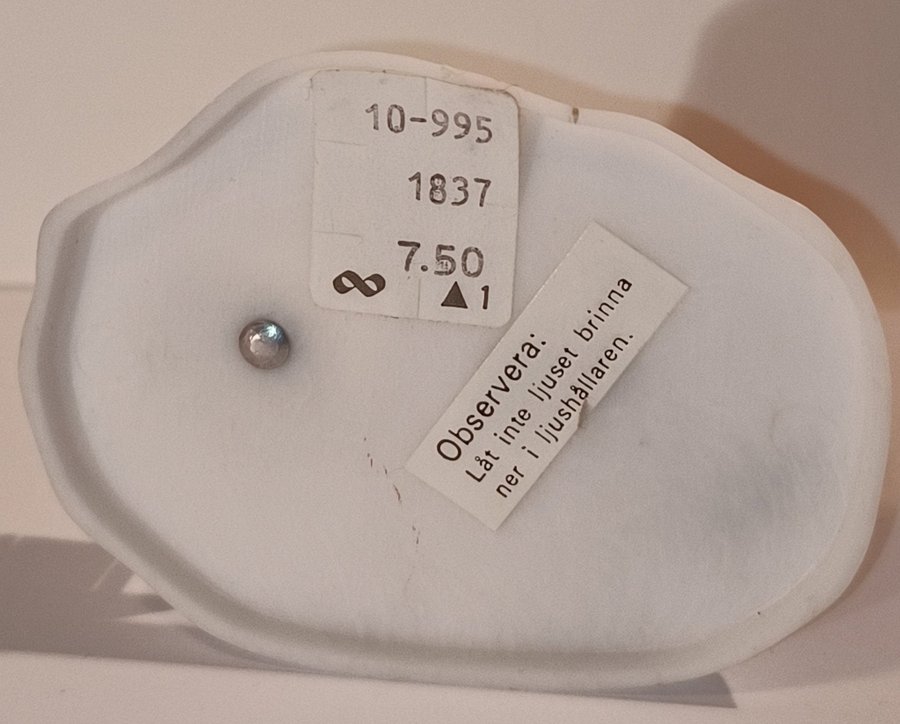 10-995
1837
7.50
∞ ▲1
Observera:
Låt inte ljuset brinna
ner i ljushållaren.